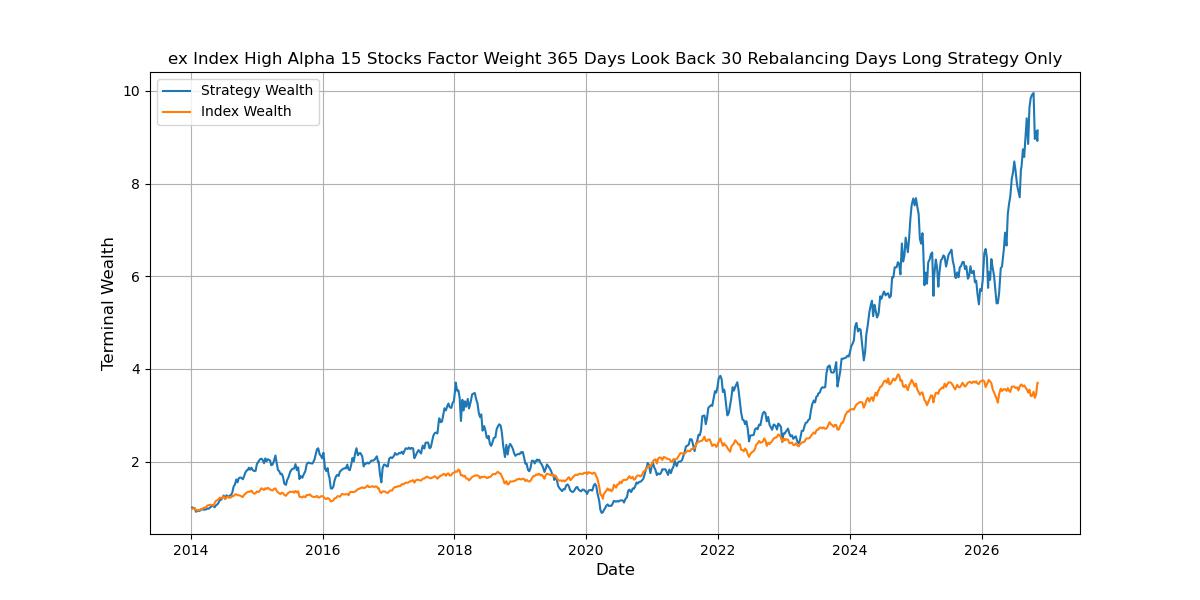 ex Index High Alpha 15 Stocks Factor Weight 365 Days Look Back 30 Rebalancing Days Long Strategy Only
Strategy Wealth
Index Wealth
10
8
6
4
2
Terminal Wealth
2014 2016 2018 2020 2022 2024 2026
Date